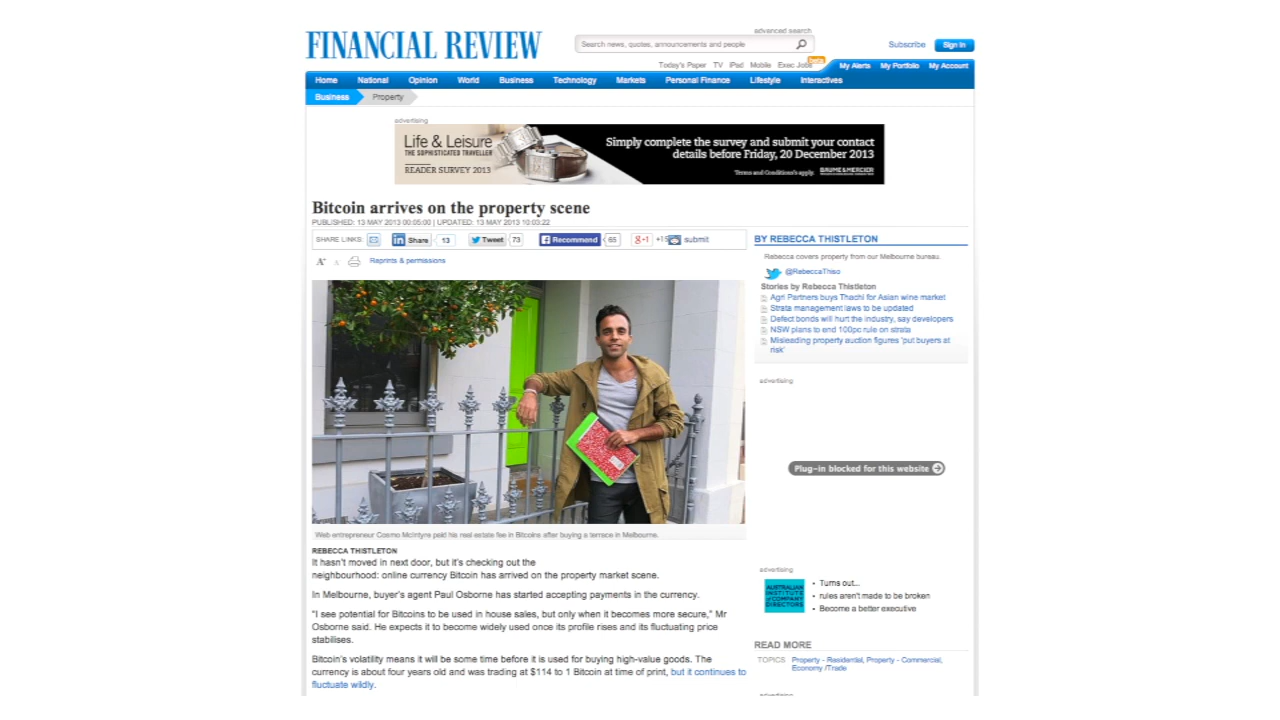 advanced search
FINANCIAL REVIEW
Search news, quotes, announcements and people
Subscribe
Sign in
Today's Paper TV iPad Mobile Exec Jobs
beta
My Alerts My Portfolio My Account
Home National Opinion World Business Technology Markets Personal Finance Lifestyle Interactives
Business Property
advertising
Life & Leisure
THE SOPHISTICATED TRAVELLER
READER SURVEY 2013
Simply complete the survey and submit your contact
details before Friday, 20 December 2013
Terms and Conditions apply. BAUME & MERCIER
Bitcoin arrives on the property scene
PUBLISHED: 13 MAY 2013 00:05:00 | UPDATED: 13 MAY 2013 10:03:22
SHARE LINKS: in Share 13 Tweet 73 Recommend 65 +1 submit
A A Reprints & permissions
BY REBECCA THISTLETON
Rebecca covers property from our Melbourne bureau.
@RebeccaThiso
Stories by Rebecca Thistleton
Agri Partners buys Thachi for Asian wine market
Strata management laws to be updated
Defect bonds will hurt the industry, say developers
NSW plans to end 100pc rule on strata
Misleading property auction figures 'put buyers at
risk'
advertising
Plug-in blocked for this website
Web entrepreneur Cosmo McIntyre paid his real estate fee in Bitcoins after buying a terrace in Melbourne.
REBECCA THISTLETON
It hasn't moved in next door, but it's checking out the
neighbourhood: online currency Bitcoin has arrived on the property market scene.
In Melbourne, buyer's agent Paul Osborne has started accepting payments in the currency.
"I see potential for Bitcoins to be used in house sales, but only when it becomes more secure," Mr
Osborne said. He expects it to become widely used once its profile rises and its fluctuating price
stabilises.
Bitcoin's volatility means it will be some time before it is used for buying high-value goods. The
currency is about four years old and was trading at $114 to 1 Bitcoin at time of print, but it continues to
fluctuate wildly.
advertising
AUSTRALIAN
INSTITUTE
of COMPANY
DIRECTORS
• Turns out...
• rules aren't made to be broken
• Become a better executive
READ MORE
TOPICS Property - Residential, Property - Commercial,
Economy /Trade
advertising